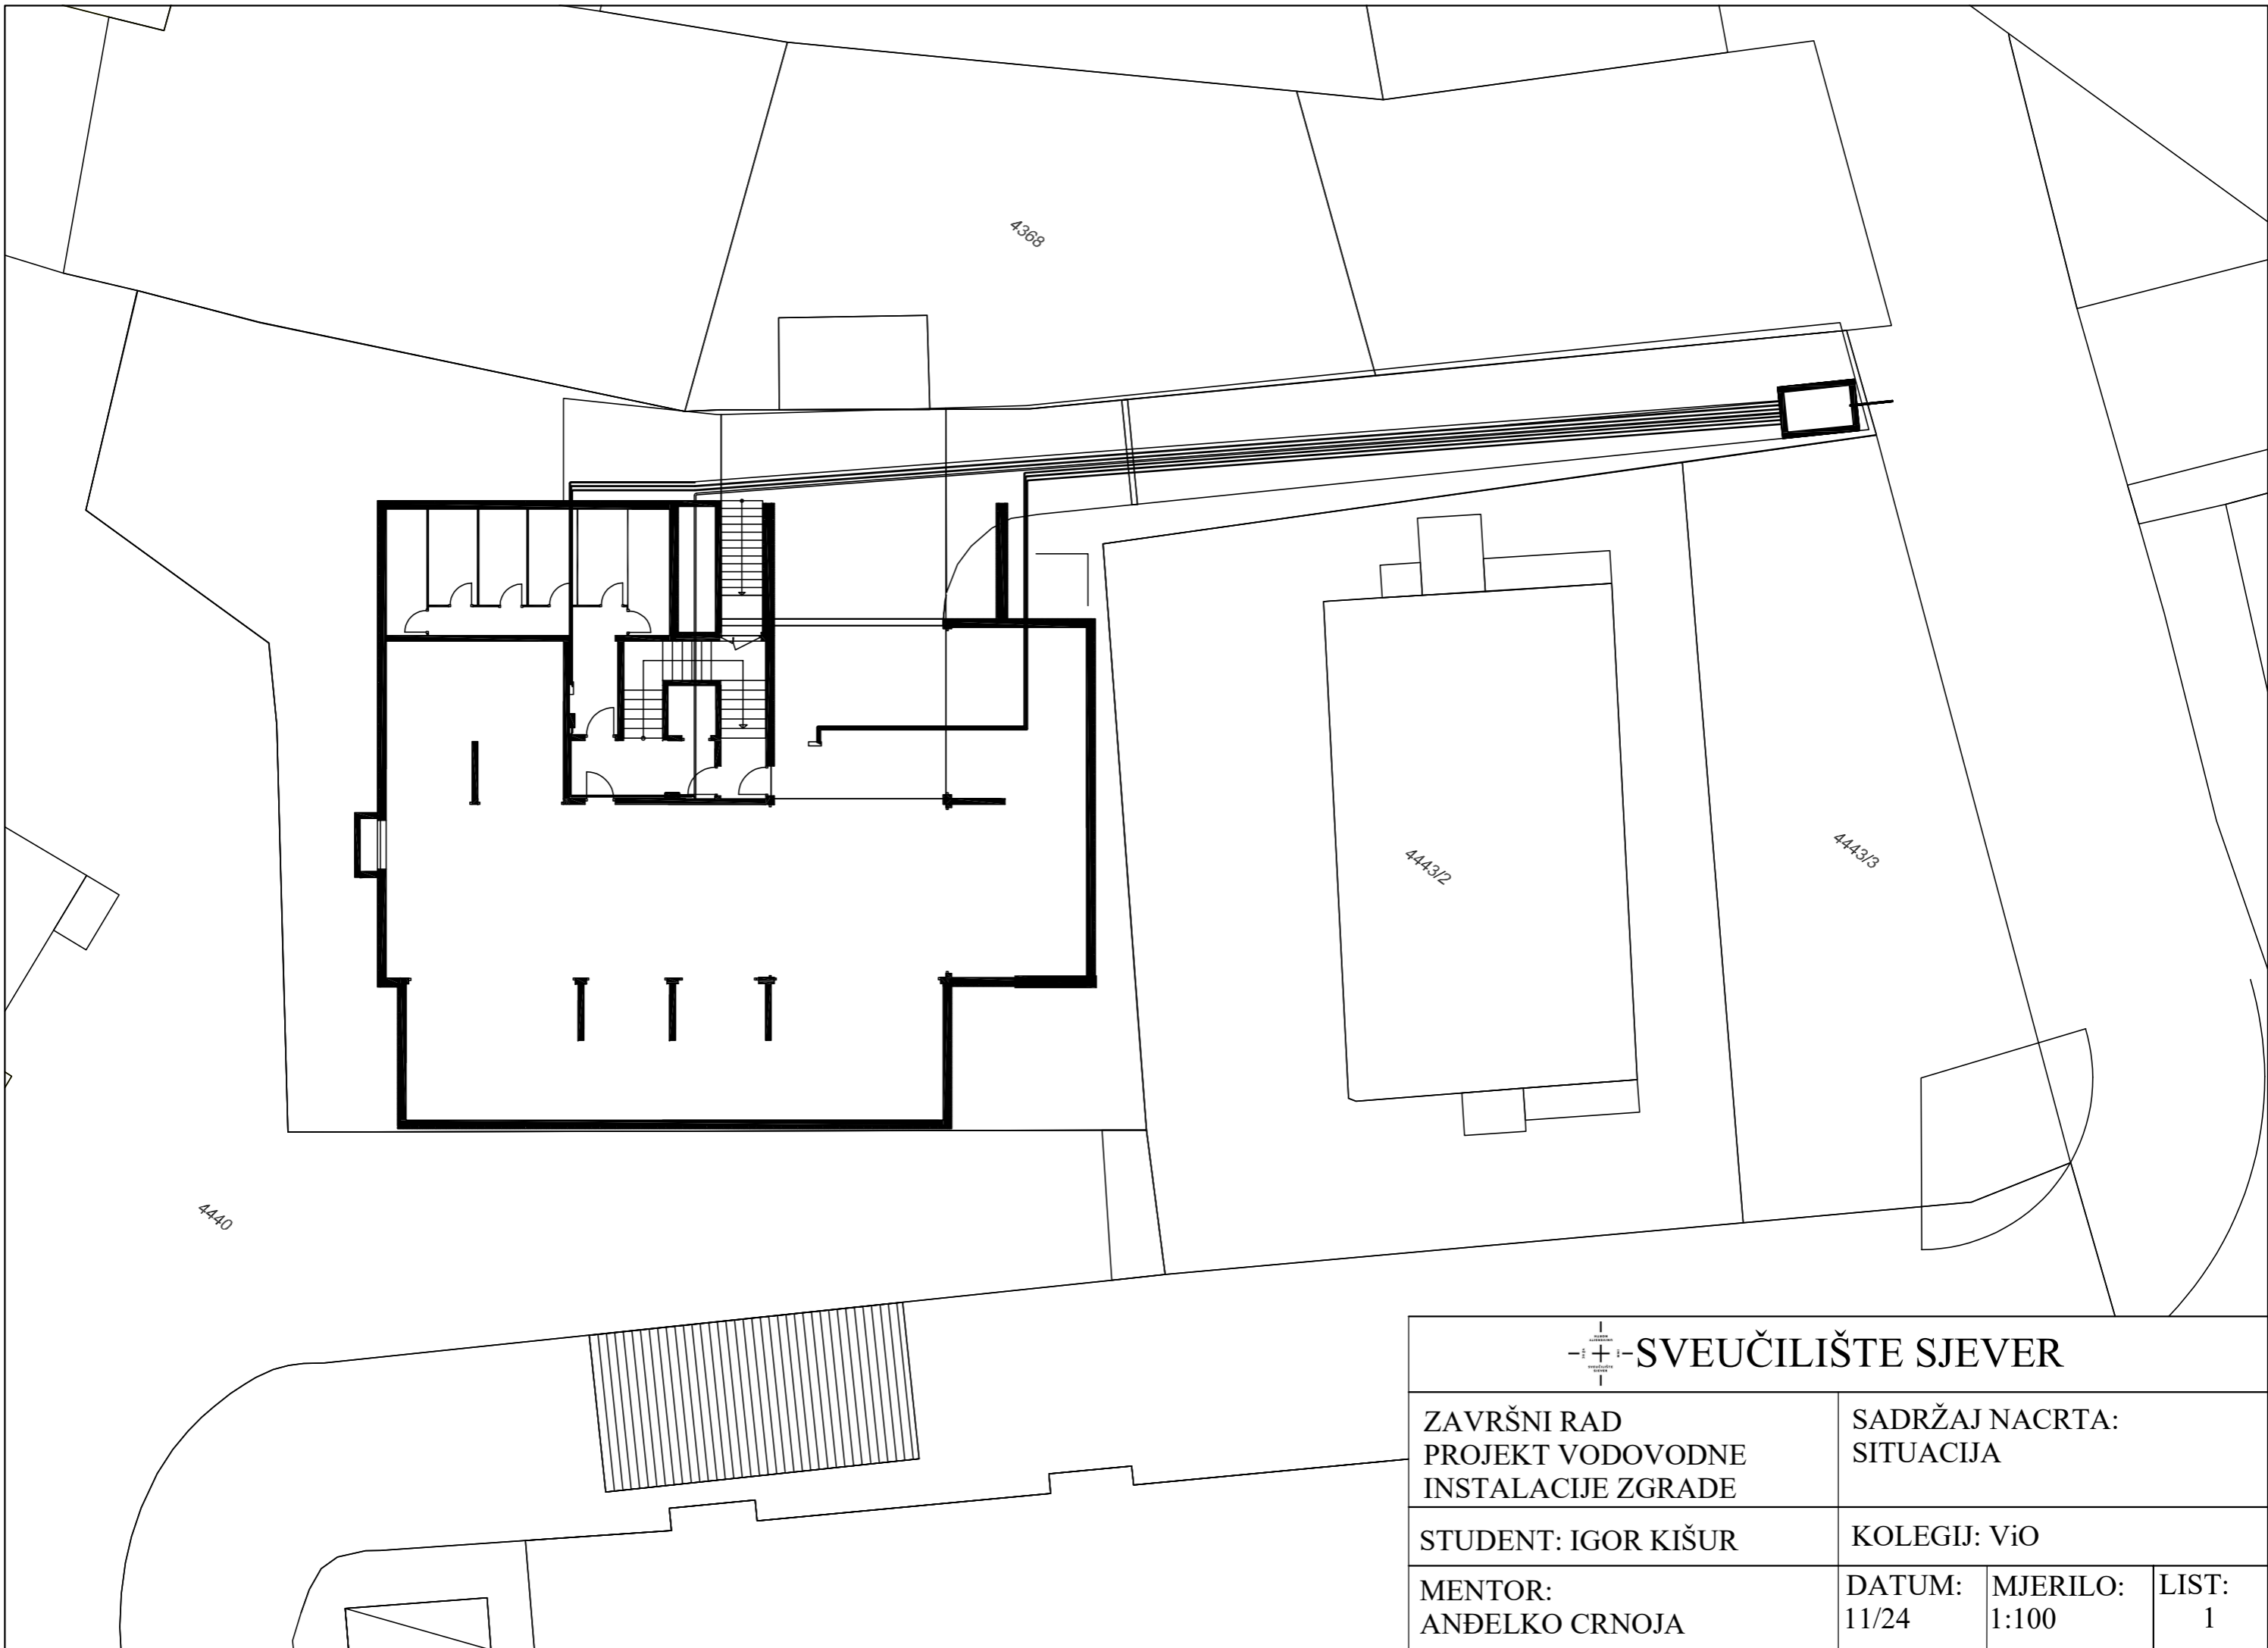 4368
4443/2
4443/3
4440
SVEUČILIŠTE SJEVER
ZAVRŠNI RAD
PROJEKT VODOVODNE
INSTALACIJE ZGRADE
SADRŽAJ NACRTA:
SITUACIJA
STUDENT: IGOR KIŠUR
KOLEGIJ: ViO
MENTOR:
ANĐELKO CRNOJA
DATUM:
11/24
MJERILO:
1:100
LIST:
1